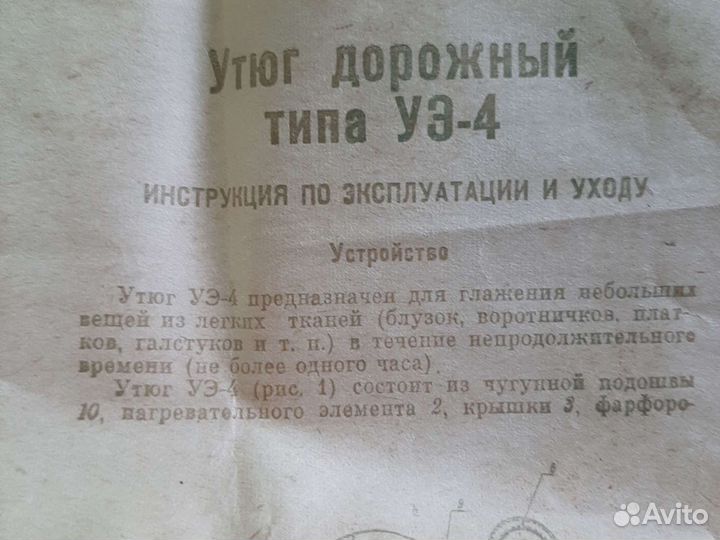 Утюг дорожный
типа УЭ-4
ИНСТРУКЦИЯ ПО ЭКСПЛУАТАЦИИ И УХОДУ
Устройство
Утюг УЭ-4 предназначен для глажения небольших
вещей из легких тканей (блузок, воротничков, плат-
ков, галстуков и т. п.) в течение непродолжительного
времени (не более одного часа).
Утюг УЭ-4 (рис. 1) состоит из чугунной подошвы
10, нагревательного элемента 2, крышки 3, фарфоро-
Avito